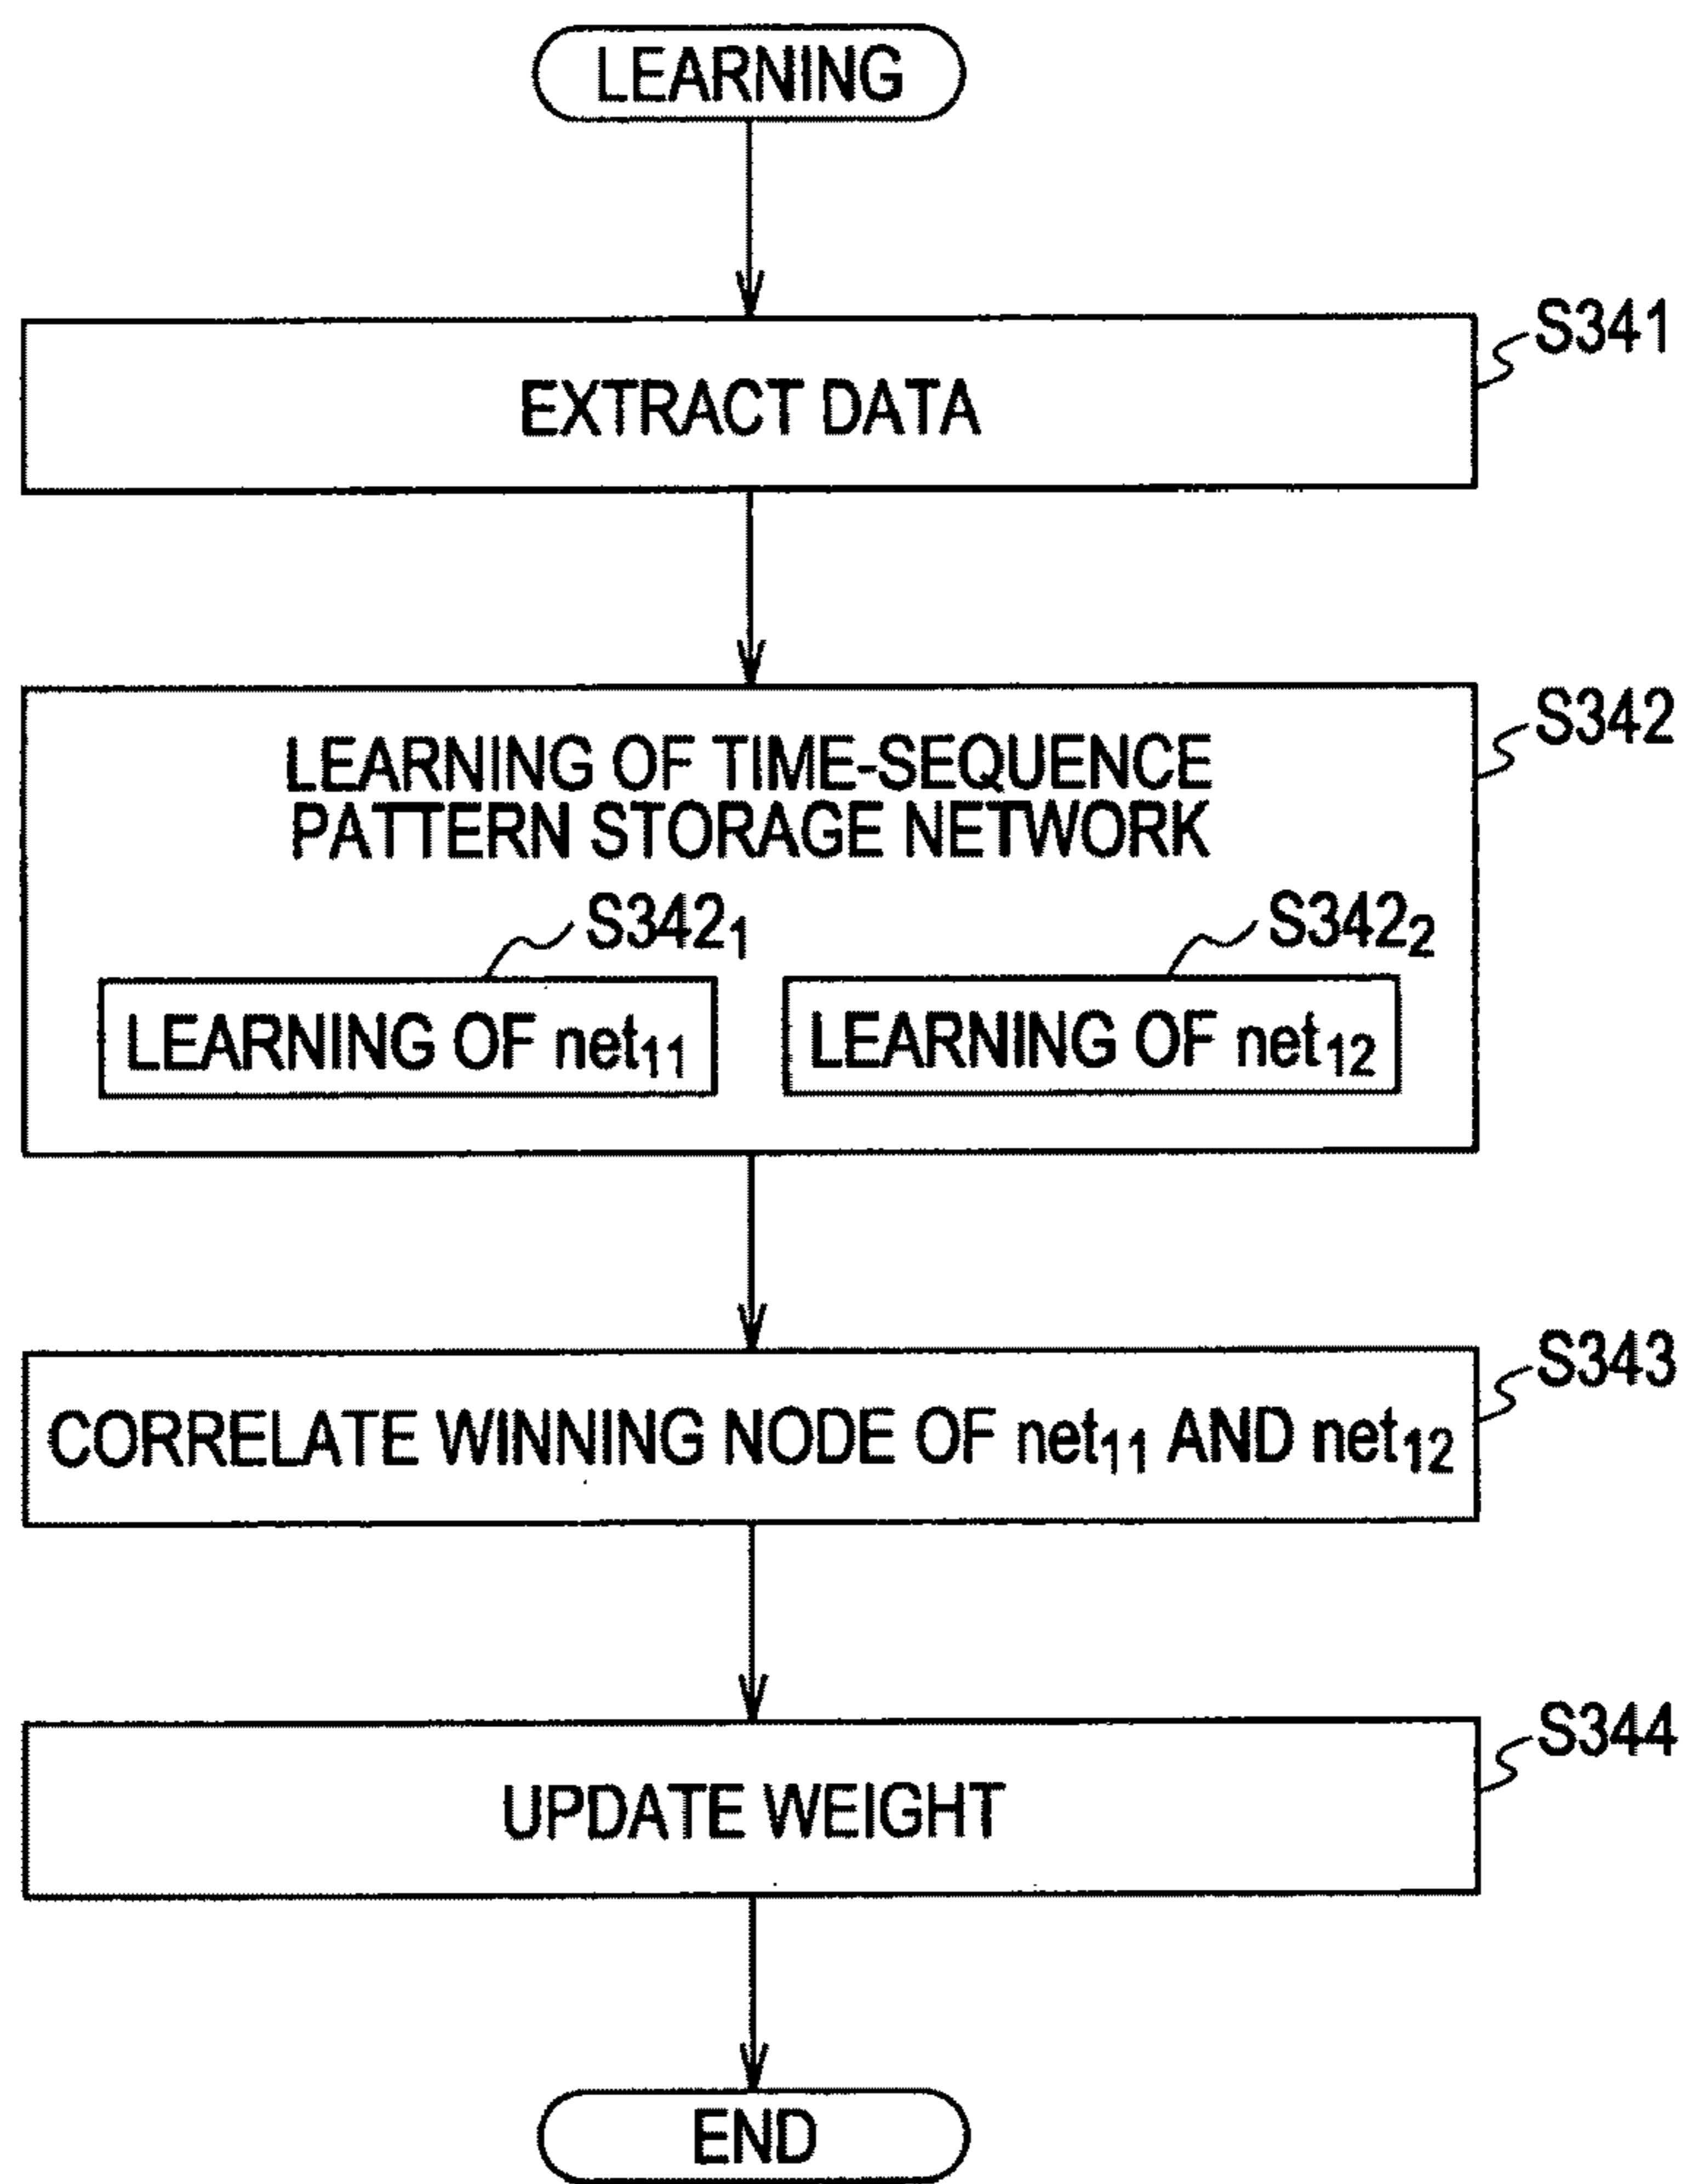 LEARNING
S341
EXTRACT DATA
S342
LEARNING OF TIME-SEQUENCE
PATTERN STORAGE NETWORK
S342₁
S342₂
LEARNING OF net₁₁
LEARNING OF net₁₂
S343
CORRELATE WINNING NODE OF net₁₁ AND net₁₂
S344
UPDATE WEIGHT
END